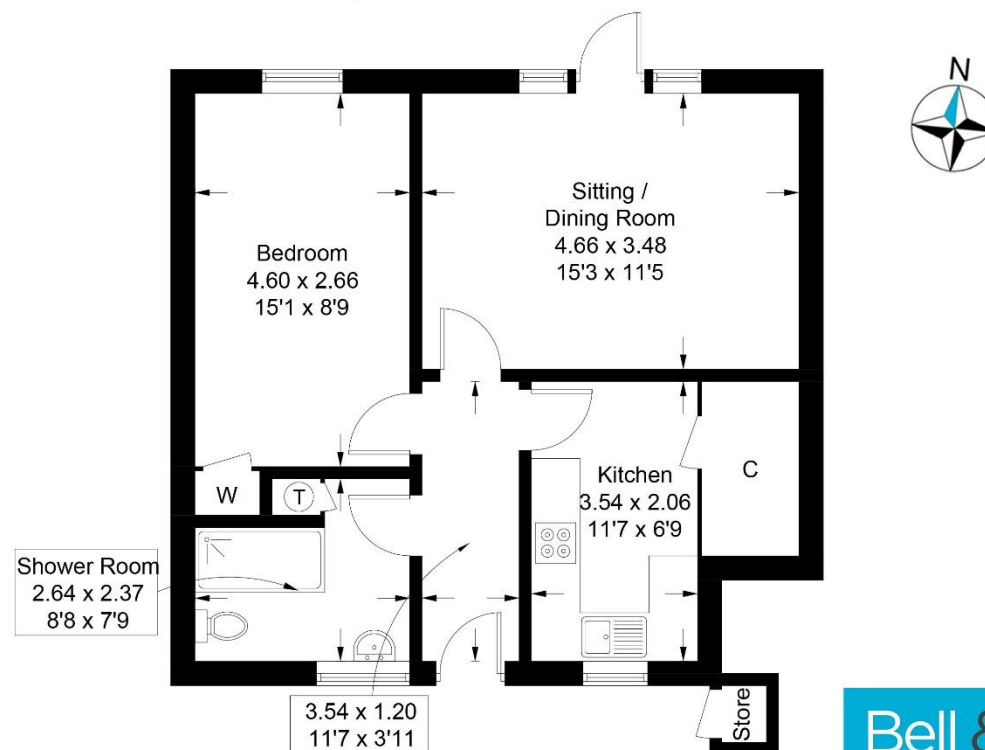 N
Sitting /
Dining Room
4.66 x 3.48
15'3 x 11'5
Bedroom
4.60 x 2.66
15'1 x 8'9
W
T
Kitchen
3.54 x 2.06
11'7 x 6'9
C
Shower Room
2.64 x 2.37
8'8 x 7'9
3.54 x 1.20
11'7 x 3'11
Store
Bell &